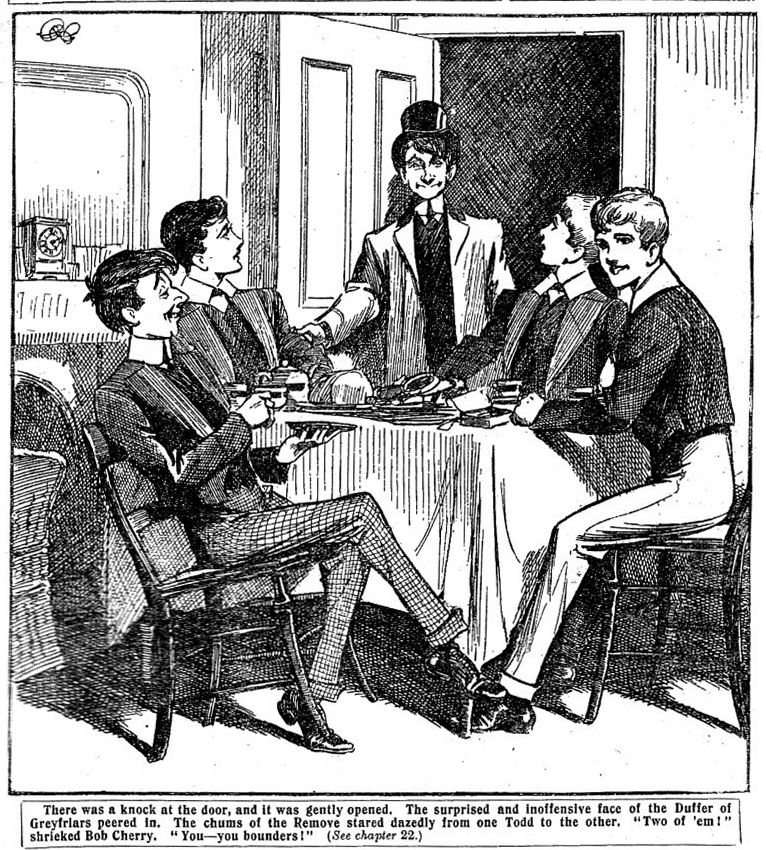 There was a knock at the door, and it was gently opened. The surprised and inoffensive face of the Duffer of
Greyfriars peered in. The chums of the Remove stared dazedly from one Todd to the other. "Two of 'em!"
shrieked Bob Cherry. "You—you bounders!" (See chapter 22.)